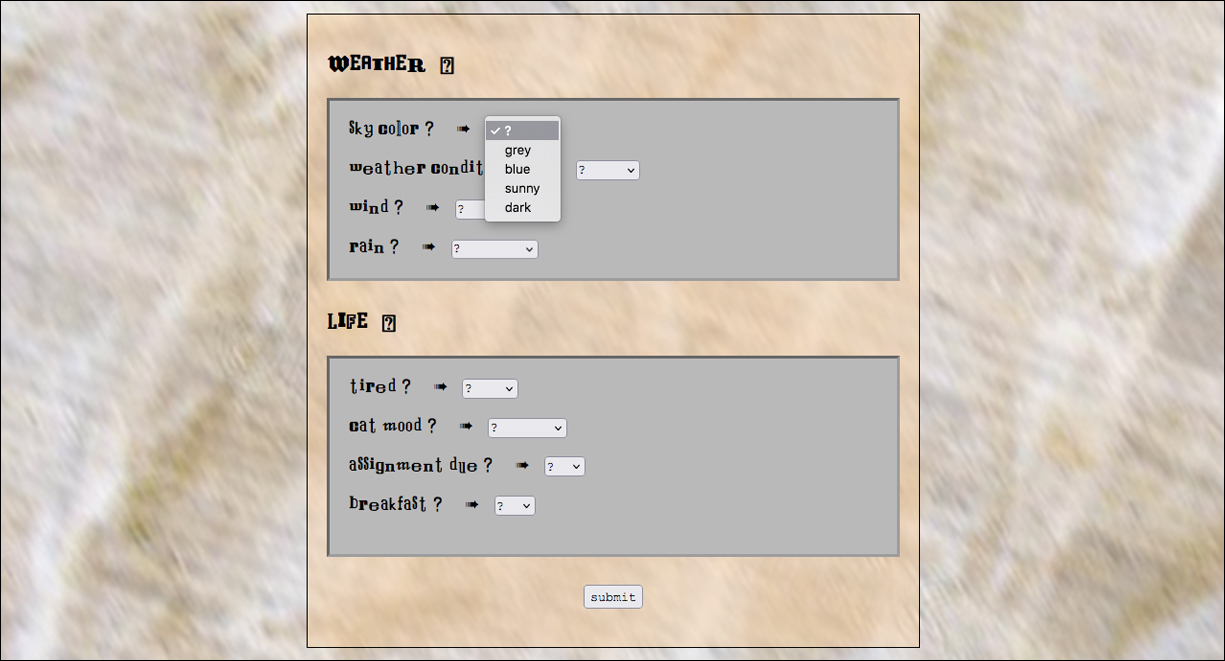 WEATHER
sky color ? ➠ ✓ ?
grey
blue
sunny
dark
weather condit ?
wind ? ➠ ?
rain ? ➠ ?
LIFE
tired ? ➠ ?
cat mood ? ➠ ?
assignment due ? ➠ ?
breakfast ? ➠ ?
submit